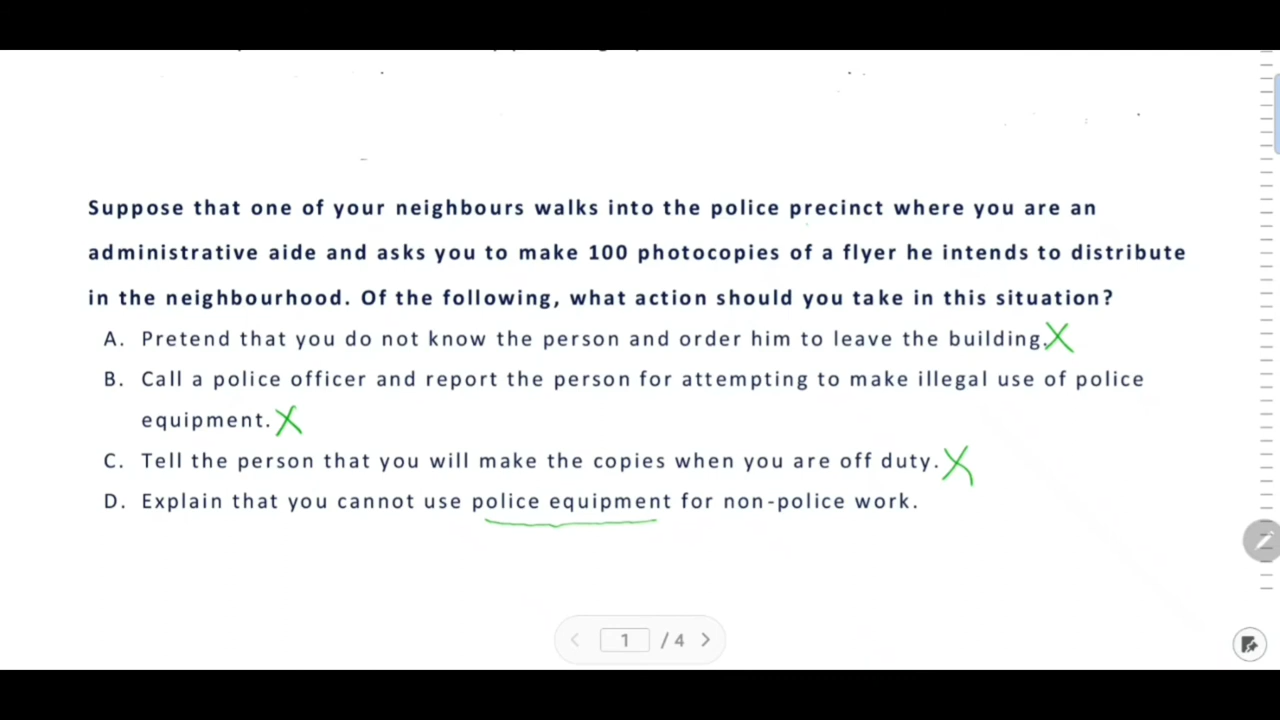 Suppose that one of your neighbours walks into the police precinct where you are an
administrative aide and asks you to make 100 photocopies of a flyer he intends to distribute
in the neighbourhood. Of the following, what action should you take in this situation?
A. Pretend that you do not know the person and order him to leave the building.
B. Call a police officer and report the person for attempting to make illegal use of police
equipment.
C. Tell the person that you will make the copies when you are off duty.
D. Explain that you cannot use police equipment for non-police work.
1 / 4